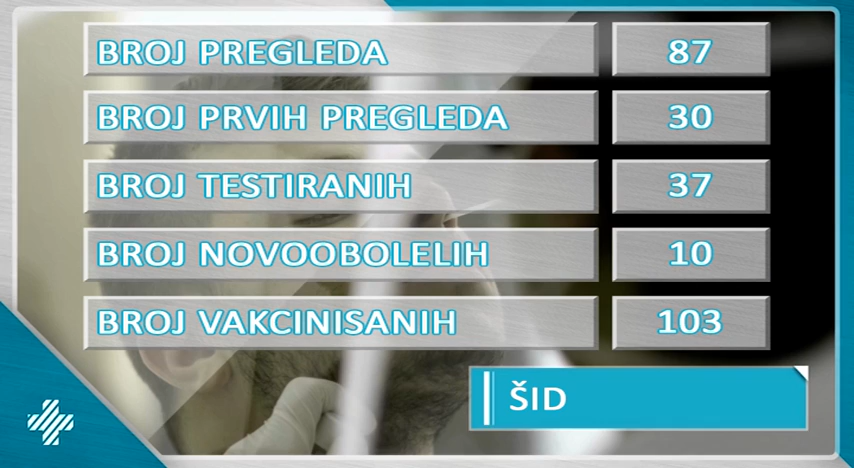 BROJ PREGLEDA 87
BROJ PRVIH PREGLEDA 30
BROJ TESTIRANIH 37
BROJ NOVOOBOLELIH 10
BROJ VAKCINISANIH 103
ŠID